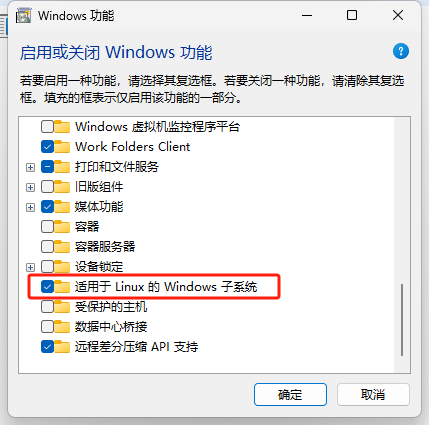 Windows 功能
启用或关闭 Windows 功能
若要启用一种功能，请选择其复选框。若要关闭一种功能，请清除其复选
框。填充的框表示仅启用该功能的一部分。
Windows 虚拟机监控程序平台
Work Folders Client
打印和文件服务
旧版组件
媒体功能
容器
容器服务器
设备锁定
适用于 Linux 的 Windows 子系统
受保护的主机
数据中心桥接
远程差分压缩 API 支持
确定
取消